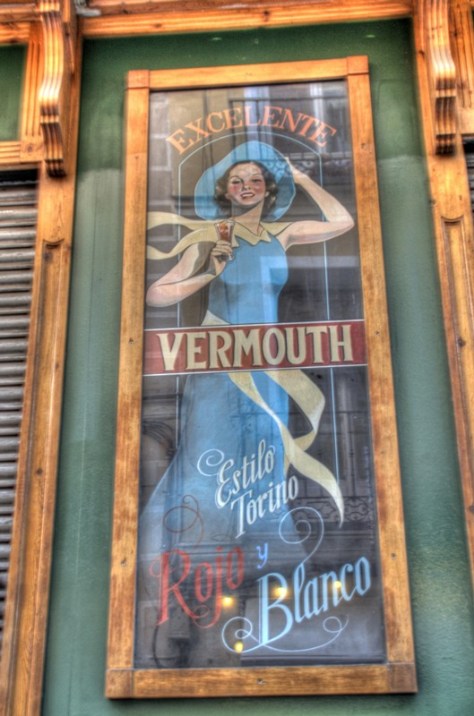 EXCELENTE
VERMOUTH
Estilo
Torino
Rojo y
Blanco